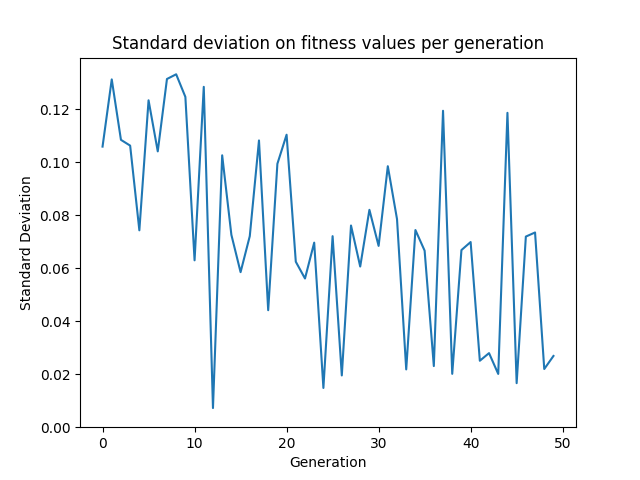 Standard deviation on fitness values per generation
Standard Deviation
0.12
0.10
0.08
0.06
0.04
0.02
0.00
0 10 20 30 40 50
Generation